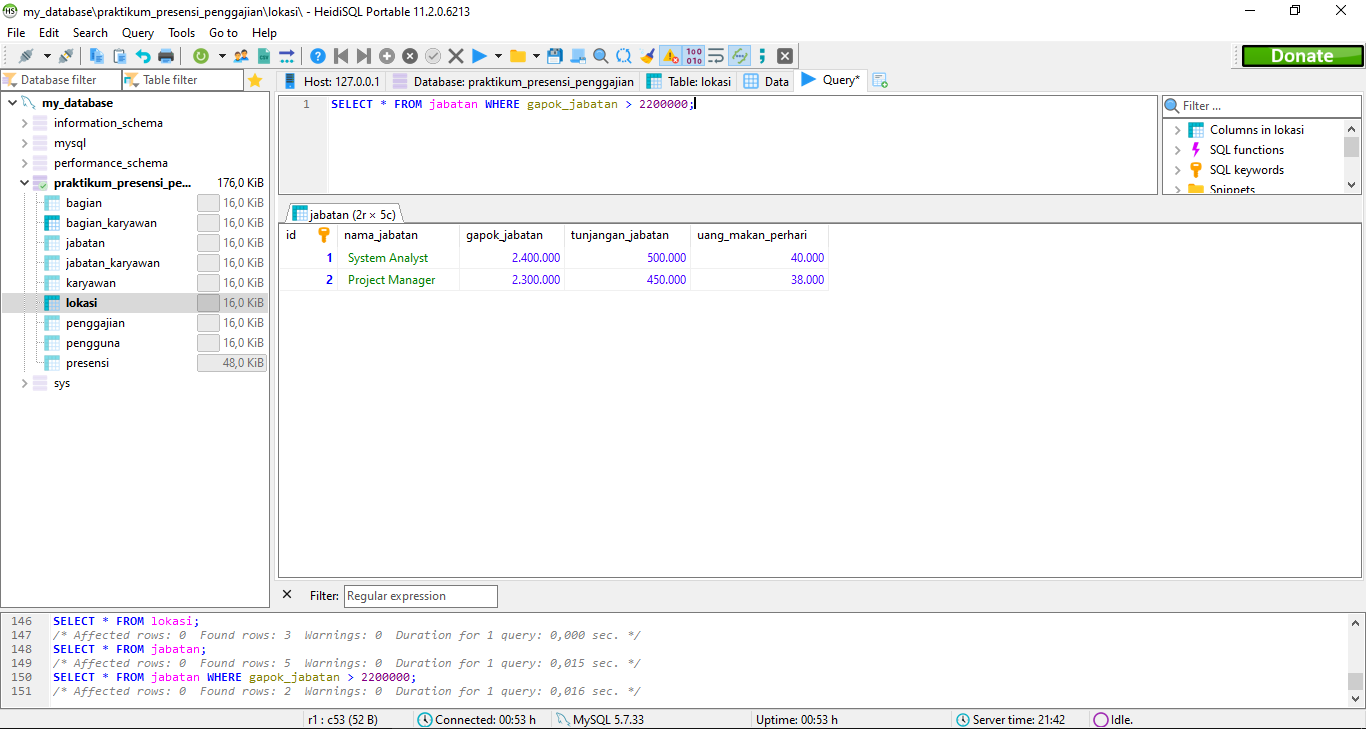 my_database\praktikum_presensi_penggajian\lokasi\ - HeidiSQL Portable 11.2.0.6213
File Edit Search Query Tools Go to Help
Donate
Database filter Table filter
Host: 127.0.0.1 Database: praktikum_presensi_penggajian Table: lokasi Data Query*
my_database
information_schema
mysql
performance_schema
praktikum_presensi_pe... 176,0 KiB
bagian 16,0 KiB
bagian_karyawan 16,0 KiB
jabatan 16,0 KiB
jabatan_karyawan 16,0 KiB
karyawan 16,0 KiB
lokasi 16,0 KiB
penggajian 16,0 KiB
pengguna 16,0 KiB
presensi 48,0 KiB
sys
1 SELECT * FROM jabatan WHERE gapok_jabatan > 2200000;
Filter ...
Columns in lokasi
SQL functions
SQL keywords
Snippets
jabatan (2r × 5c)
id nama_jabatan gapok_jabatan tunjangan_jabatan uang_makan_perhari
1 System Analyst 2.400.000 500.000 40.000
2 Project Manager 2.300.000 450.000 38.000
Filter: Regular expression
146 SELECT * FROM lokasi;
147 /* Affected rows: 0 Found rows: 3 Warnings: 0 Duration for 1 query: 0,000 sec. */
148 SELECT * FROM jabatan;
149 /* Affected rows: 0 Found rows: 5 Warnings: 0 Duration for 1 query: 0,015 sec. */
150 SELECT * FROM jabatan WHERE gapok_jabatan > 2200000;
151 /* Affected rows: 0 Found rows: 2 Warnings: 0 Duration for 1 query: 0,016 sec. */
r1 : c53 (52 B) Connected: 00:53 h MySQL 5.7.33 Uptime: 00:53 h Server time: 21:42 Idle.